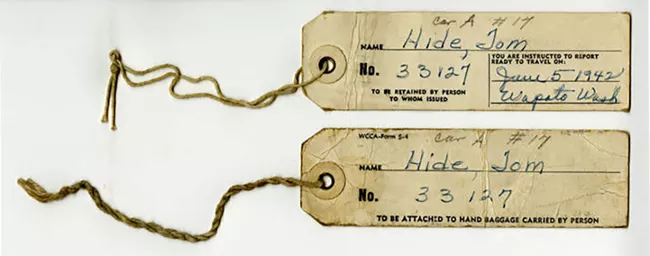 Car A #17
NAME Hide, Tom
YOU ARE INSTRUCTED TO REPORT
READY TO TRAVEL ON:
No. 33127
June 5 1942
TO BE RETAINED BY PERSON
TO WHOM ISSUED
Wapato Wash
WCCA-Form S-4
Car A #17
NAME Hide, Tom
No. 33127
TO BE ATTACHED TO HAND BAGGAGE CARRIED BY PERSON